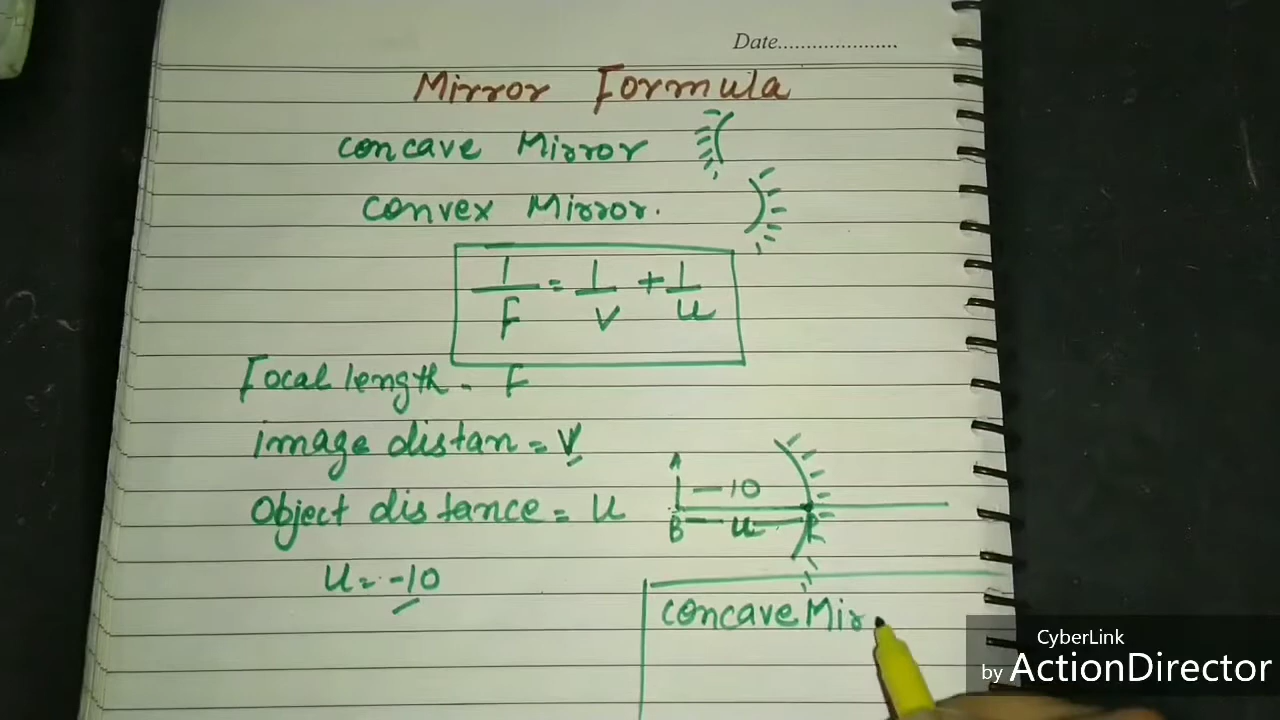 Date.....................
Mirror Formula
concave Mirror
convex Mirror.
1/F = 1/V + 1/u
Focal length - F
image distan = V
Object distance = u
A
-10
B u P
u = -10
concave Mir
CyberLink
by ActionDirector